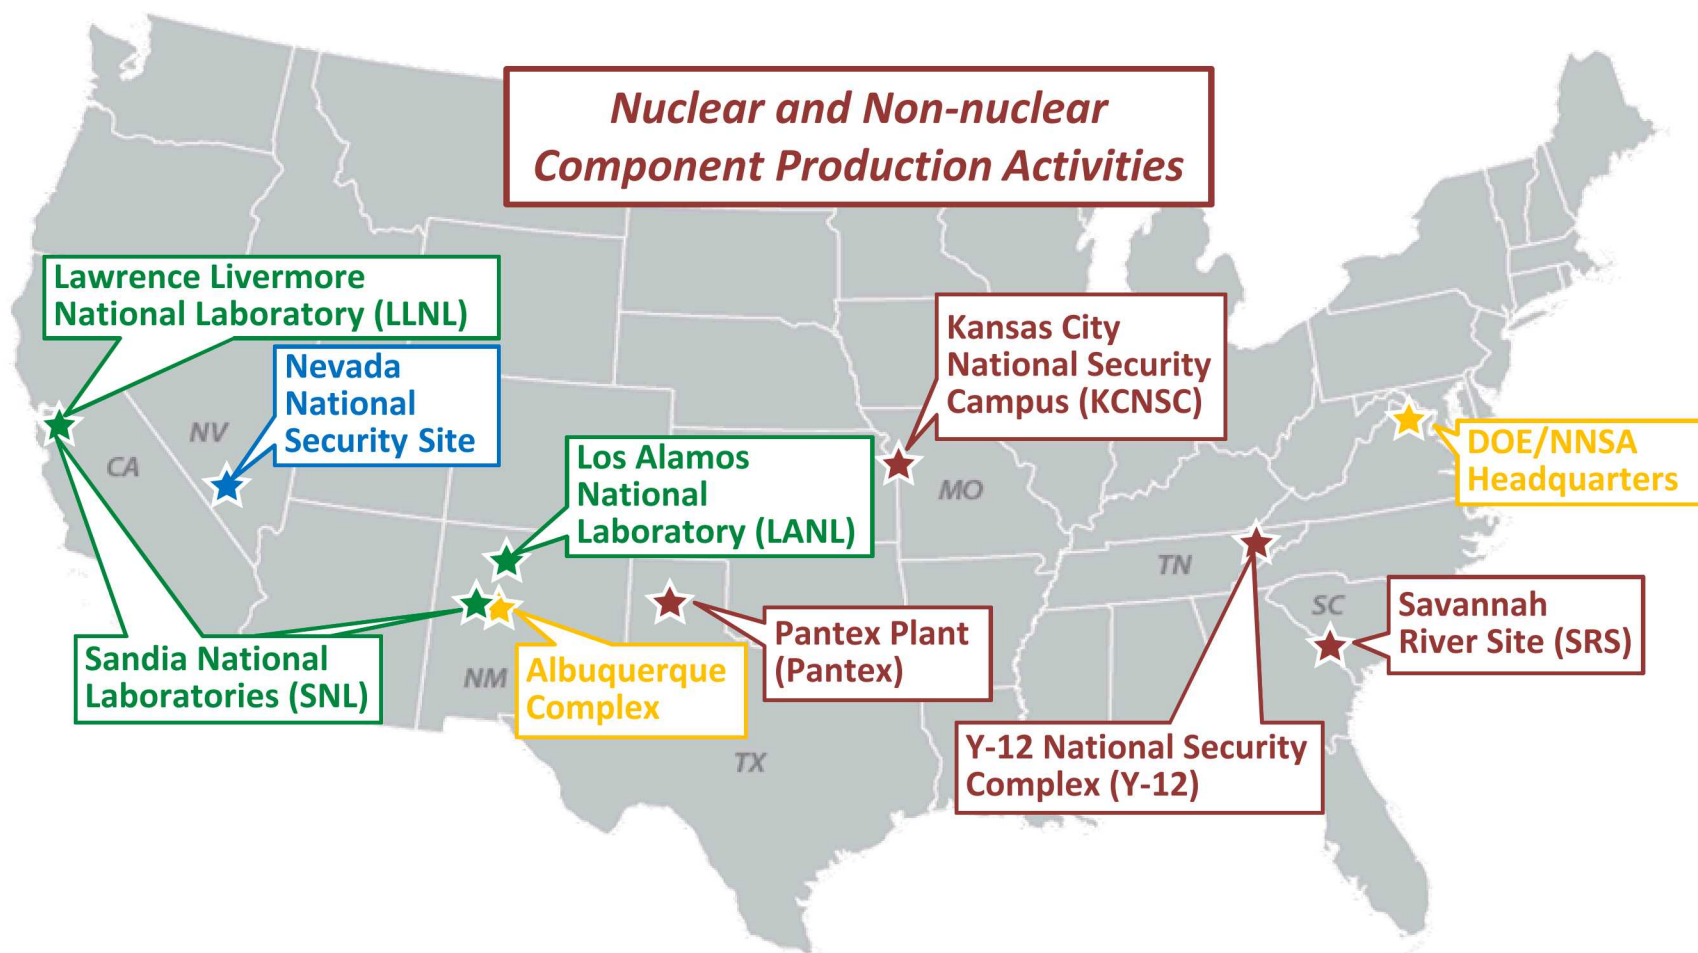 Nuclear and Non-nuclear
Component Production Activities
Lawrence Livermore
National Laboratory (LLNL)
Nevada
National
Security Site
NV
CA
Los Alamos
National
Laboratory (LANL)
Kansas City
National Security
Campus (KCNSC)
MO
DOE/NNSA
Headquarters
TN
SC
Savannah
River Site (SRS)
Sandia National
Laboratories (SNL)
NM
Albuquerque
Complex
Pantex Plant
(Pantex)
TX
Y-12 National Security
Complex (Y-12)